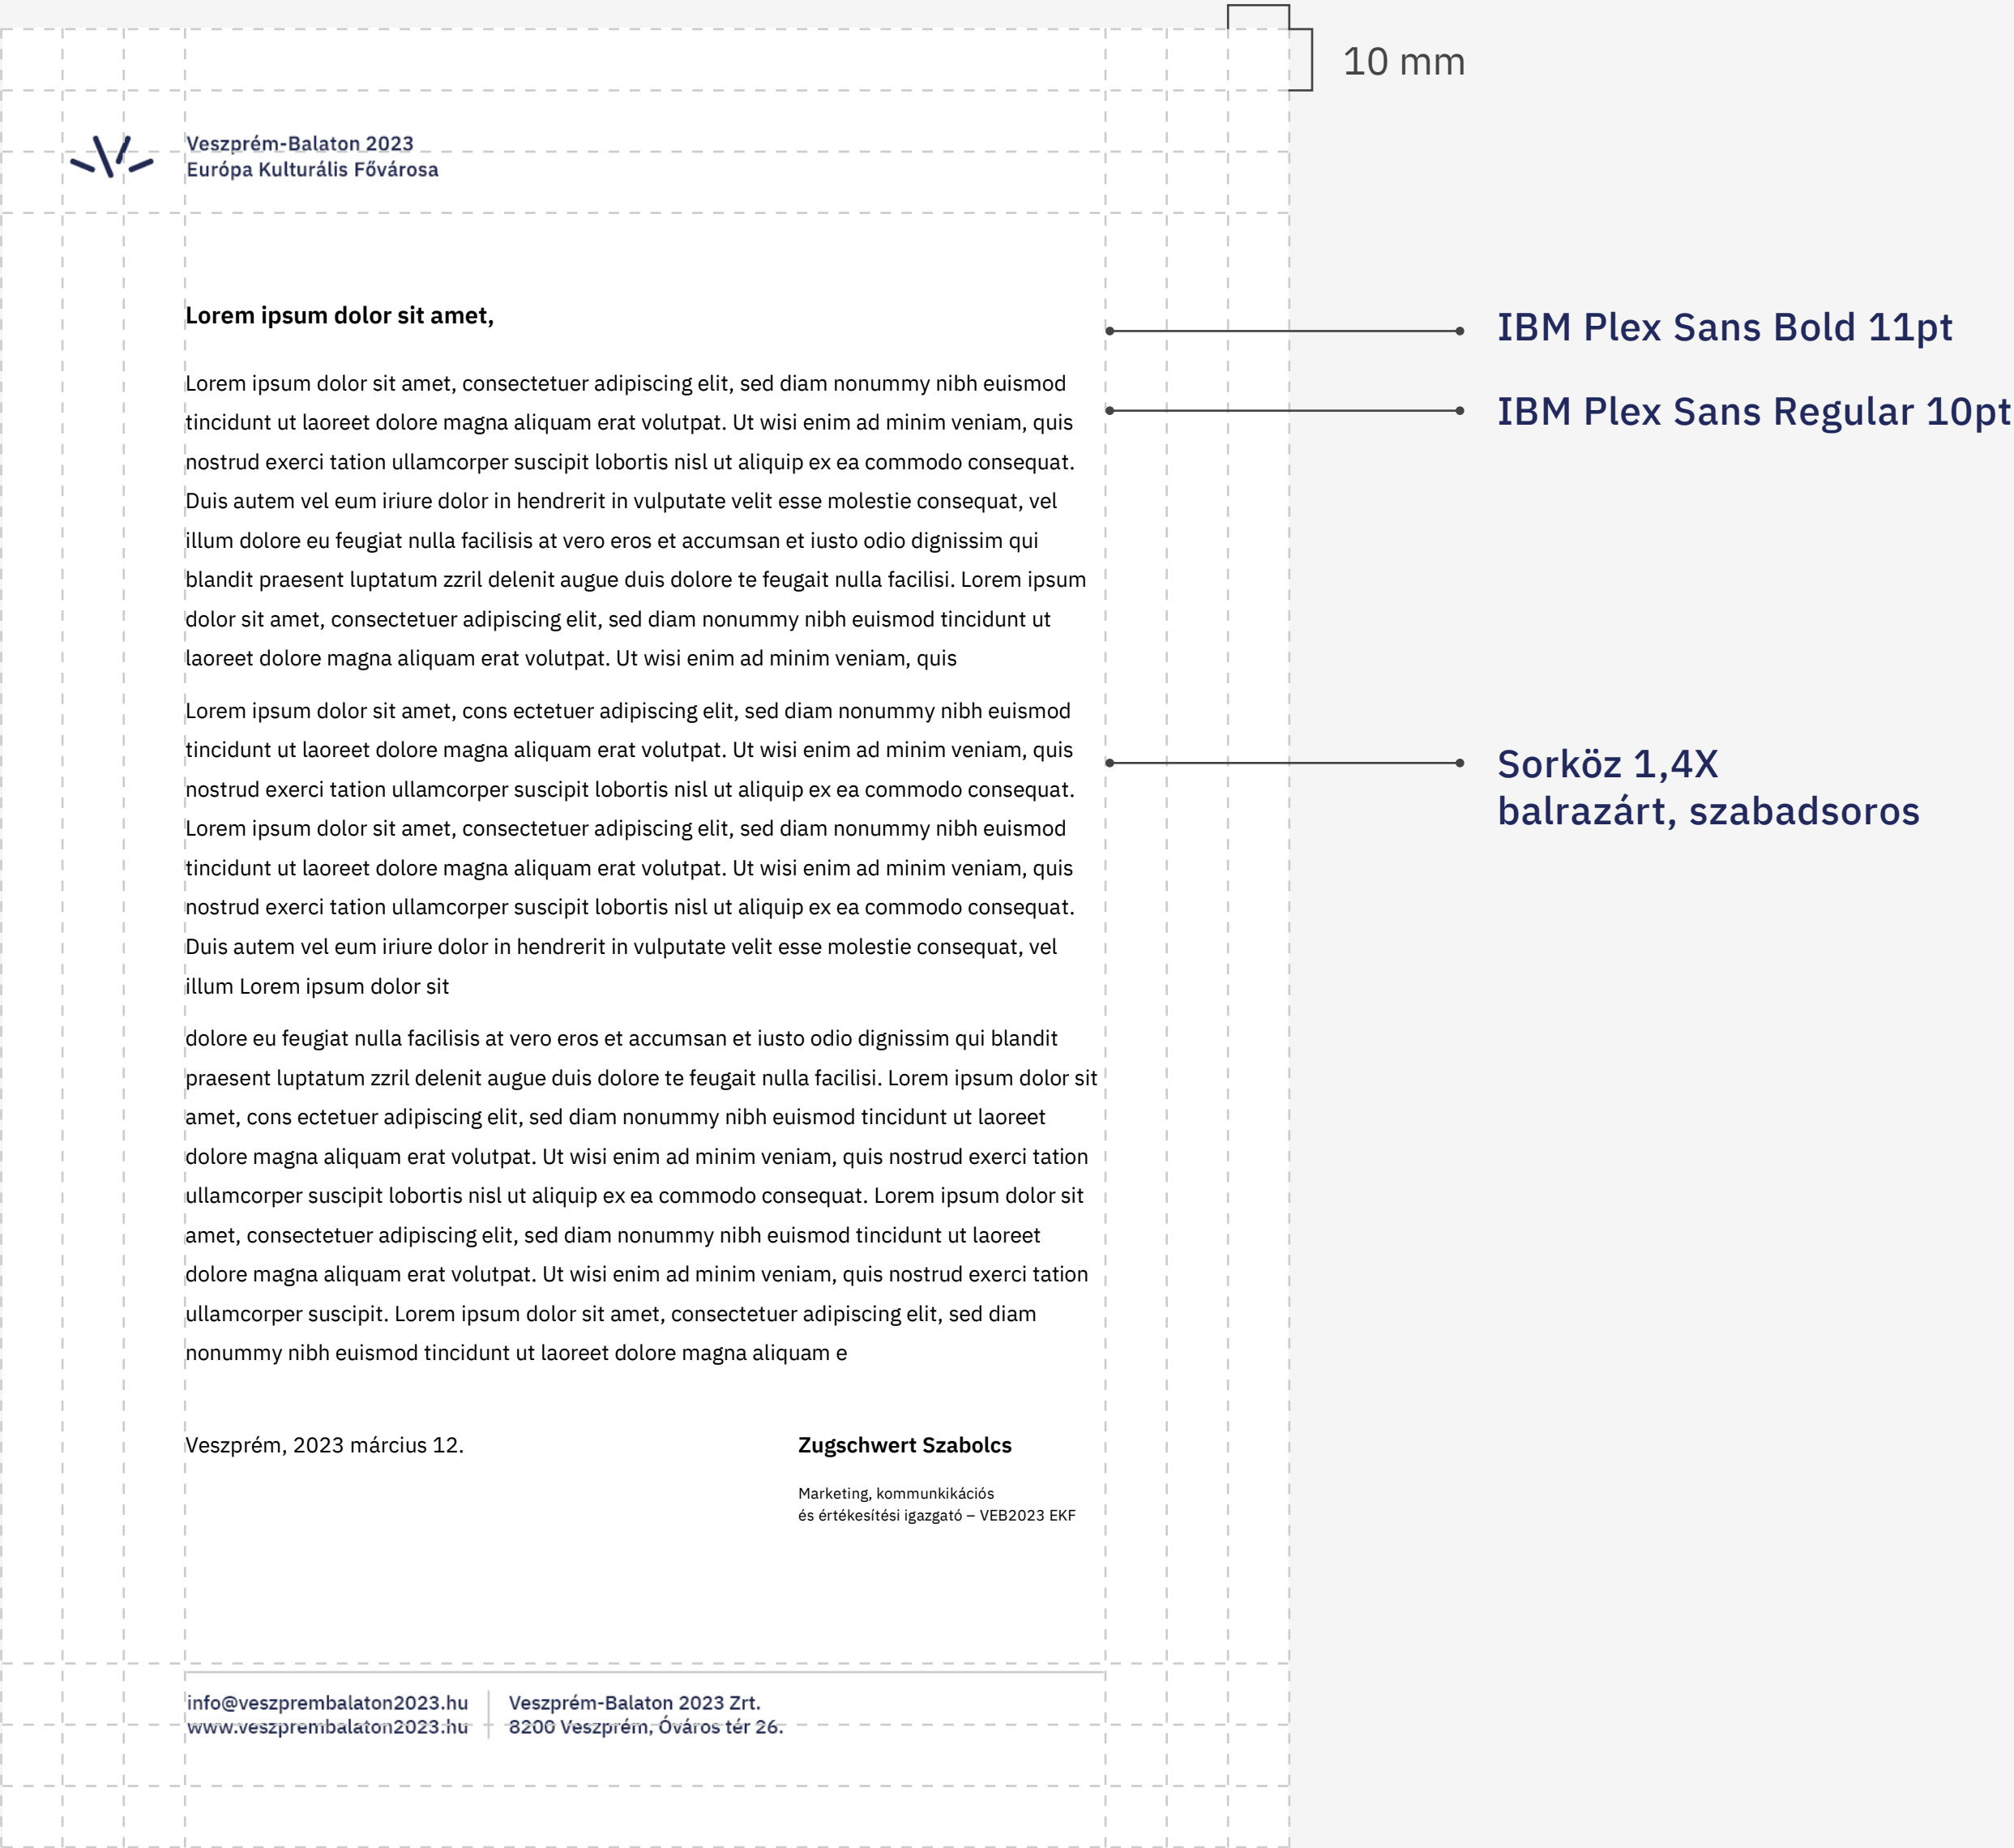 10 mm
Veszprém-Balaton 2023
Európa Kulturális Fővárosa
Lorem ipsum dolor sit amet,
IBM Plex Sans Bold 11pt
Lorem ipsum dolor sit amet, consectetuer adipiscing elit, sed diam nonummy nibh euismod
IBM Plex Sans Regular 10pt
tincidunt ut laoreet dolore magna aliquam erat volutpat. Ut wisi enim ad minim veniam, quis
nostrud exerci tation ullamcorper suscipit lobortis nisl ut aliquip ex ea commodo consequat.
Duis autem vel eum iriure dolor in hendrerit in vulputate velit esse molestie consequat, vel
illum dolore eu feugiat nulla facilisis at vero eros et accumsan et iusto odio dignissim qui
blandit praesent luptatum zzril delenit augue duis dolore te feugait nulla facilisi. Lorem ipsum
dolor sit amet, consectetuer adipiscing elit, sed diam nonummy nibh euismod tincidunt ut
laoreet dolore magna aliquam erat volutpat. Ut wisi enim ad minim veniam, quis
Lorem ipsum dolor sit amet, cons ectetuer adipiscing elit, sed diam nonummy nibh euismod
tincidunt ut laoreet dolore magna aliquam erat volutpat. Ut wisi enim ad minim veniam, quis
Sorköz 1,4X
balrazárt, szabadsoros
nostrud exerci tation ullamcorper suscipit lobortis nisl ut aliquip ex ea commodo consequat.
Lorem ipsum dolor sit amet, consectetuer adipiscing elit, sed diam nonummy nibh euismod
tincidunt ut laoreet dolore magna aliquam erat volutpat. Ut wisi enim ad minim veniam, quis
nostrud exerci tation ullamcorper suscipit lobortis nisl ut aliquip ex ea commodo consequat.
Duis autem vel eum iriure dolor in hendrerit in vulputate velit esse molestie consequat, vel
illum Lorem ipsum dolor sit
dolore eu feugiat nulla facilisis at vero eros et accumsan et iusto odio dignissim qui blandit
praesent luptatum zzril delenit augue duis dolore te feugait nulla facilisi. Lorem ipsum dolor sit
amet, cons ectetuer adipiscing elit, sed diam nonummy nibh euismod tincidunt ut laoreet
dolore magna aliquam erat volutpat. Ut wisi enim ad minim veniam, quis nostrud exerci tation
ullamcorper suscipit lobortis nisl ut aliquip ex ea commodo consequat. Lorem ipsum dolor sit
amet, consectetuer adipiscing elit, sed diam nonummy nibh euismod tincidunt ut laoreet
dolore magna aliquam erat volutpat. Ut wisi enim ad minim veniam, quis nostrud exerci tation
ullamcorper suscipit. Lorem ipsum dolor sit amet, consectetuer adipiscing elit, sed diam
nonummy nibh euismod tincidunt ut laoreet dolore magna aliquam e
Veszprém, 2023 március 12.
Zugschwert Szabolcs
Marketing, kommunkikációs
és értékesítési igazgató – VEB2023 EKF
info@veszprembalaton2023.hu
www.veszprembalaton2023.hu
Veszprém-Balaton 2023 Zrt.
8200 Veszprém, Óváros tér 26.